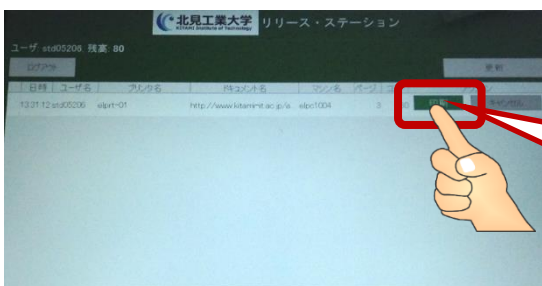 北見工業大学 リリース・ステーション
KITAMI Institute of Technology
ユーザ std05206 残高 80
ログアウト 更新
日時 ユーザ名 プリンタ名 ドキュメント名 マシン名 ページ
13:21:12 std05206 elprt-01 http://www.kitami-it.ac.jp/e. elpc1004 3 印刷 キャンセル